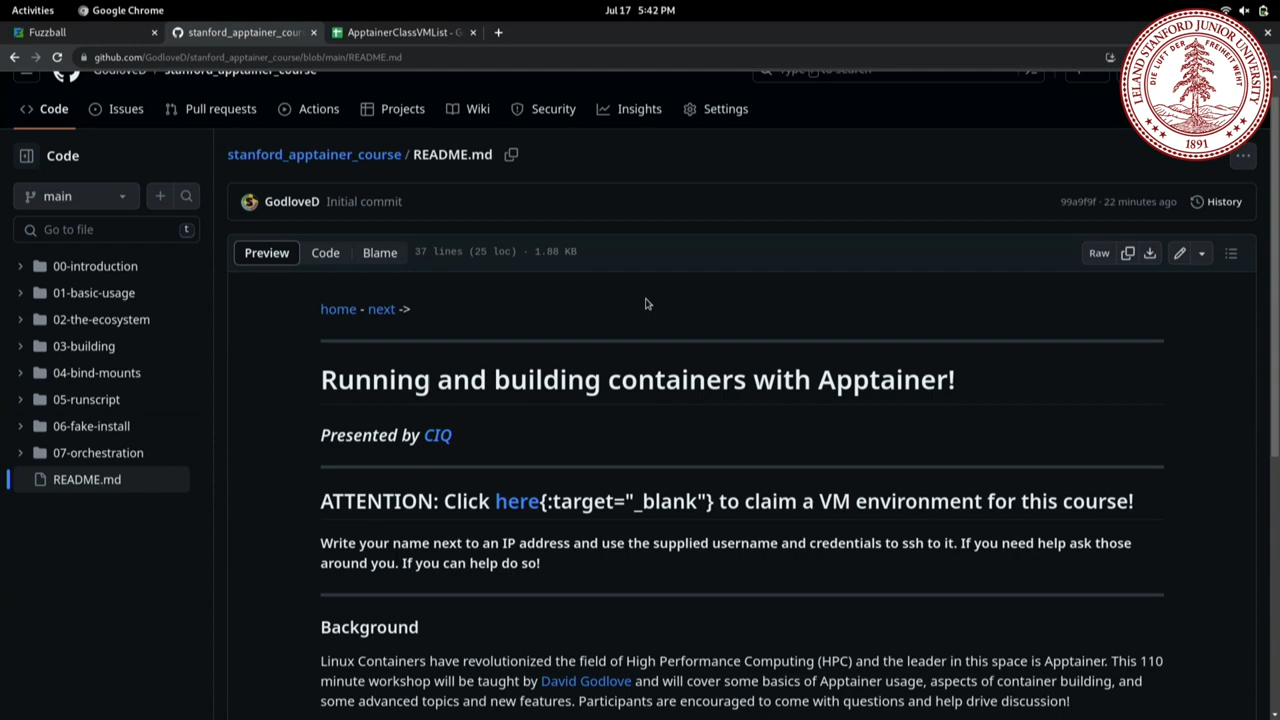 Activities
Google Chrome
Jul 17 5:42 PM
Fuzzball
stanford_apptainer_cour
ApptainerClassVMList - G
github.com/GodloveD/stanford_apptainer_course/blob/main/README.md
GodloveD / stanford_apptainer_course
Type / to search
Code
Issues
Pull requests
Actions
Projects
Wiki
Security
Insights
Settings
LELAND STANFORD JUNIOR UNIVERSITY
DIE LUFT DER FREIHEIT WEHT
1891
Code
main
Go to file
t
00-introduction
01-basic-usage
02-the-ecosystem
03-building
04-bind-mounts
05-runscript
06-fake-install
07-orchestration
README.md
stanford_apptainer_course / README.md
GodloveD Initial commit
99a9f9f · 22 minutes ago
History
Preview
Code
Blame
37 lines (25 loc) · 1.88 KB
Raw
home - next ->
Running and building containers with Apptainer!
Presented by CIQ
ATTENTION: Click here{:target="_blank"} to claim a VM environment for this course!
Write your name next to an IP address and use the supplied username and credentials to ssh to it. If you need help ask those
around you. If you can help do so!
Background
Linux Containers have revolutionized the field of High Performance Computing (HPC) and the leader in this space is Apptainer. This 110
minute workshop will be taught by David Godlove and will cover some basics of Apptainer usage, aspects of container building, and
some advanced topics and new features. Participants are encouraged to come with questions and help drive discussion!